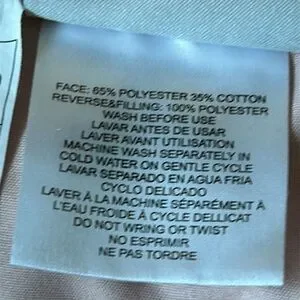 FACE: 65% POLYESTER 35% COTTON
REVERSE&FILLING: 100% POLYESTER
WASH BEFORE USE
LAVAR ANTES DE USAR
LAVER AVANT UTILISATION
MACHINE WASH SEPARATELY IN
COLD WATER ON GENTLE CYCLE
LAVAR SEPARADO EN AGUA FRIA
CYCLO DELICADO
LAVER À LA MACHINE SÉPARÉMENT À
L'EAU FROIDE À CYCLE DELLICAT
DO NOT WRING OR TWIST
NO ESPRIMIR
NE PAS TORDRE